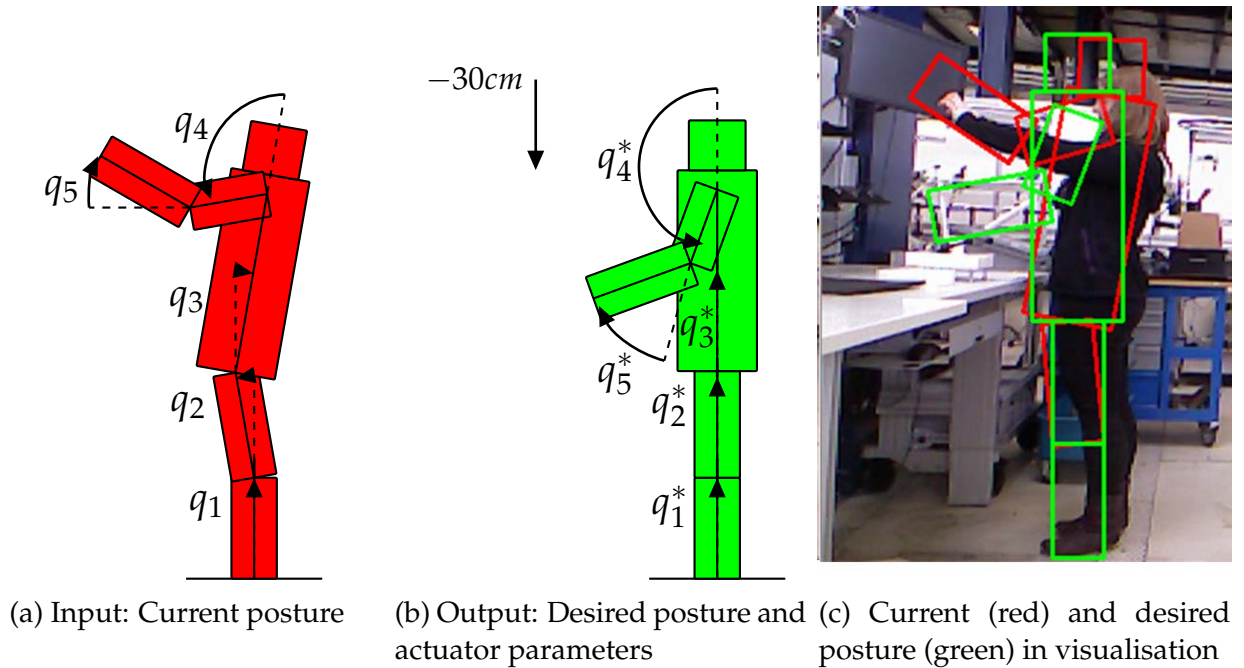 q4
q5
q3
q2
q1
−30cm
q4*
q3*
q5*
q2*
q1*
(a) Input: Current posture
(b) Output: Desired posture and
actuator parameters
(c) Current (red) and desired
posture (green) in visualisation